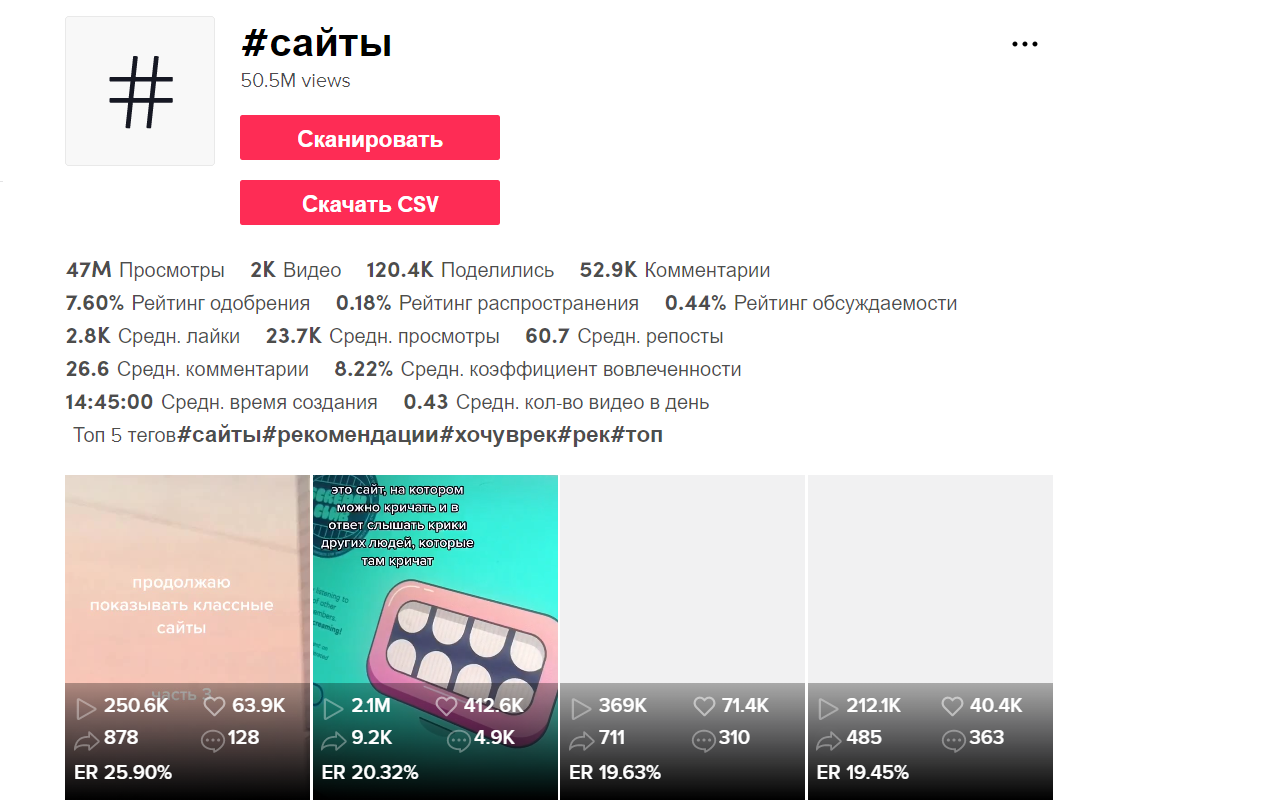 #сайты
50.5M views
Сканировать
Скачать CSV
47M Просмотры 2K Видео 120.4K Поделились 52.9K Комментарии
7.60% Рейтинг одобрения 0.18% Рейтинг распространения 0.44% Рейтинг обсуждаемости
2.8K Средн. лайки 23.7K Средн. просмотры 60.7 Средн. репосты
26.6 Средн. комментарии 8.22% Средн. коэффициент вовлеченности
14:45:00 Средн. время создания 0.43 Средн. кол-во видео в день
Топ 5 тегов#сайты#рекомендации#хочуврек#рек#топ
продолжаю
показывать классные
сайты
часть 3
250.6K 63.9K
878 128
ER 25.90%
это сайт, на котором
можно кричать и в
ответ слышать крики
других людей, которые
там кричат
listening to
of other
screaming!
2.1M 412.6K
9.2K 4.9K
ER 20.32%
369K 71.4K
711 310
ER 19.63%
212.1K 40.4K
485 363
ER 19.45%